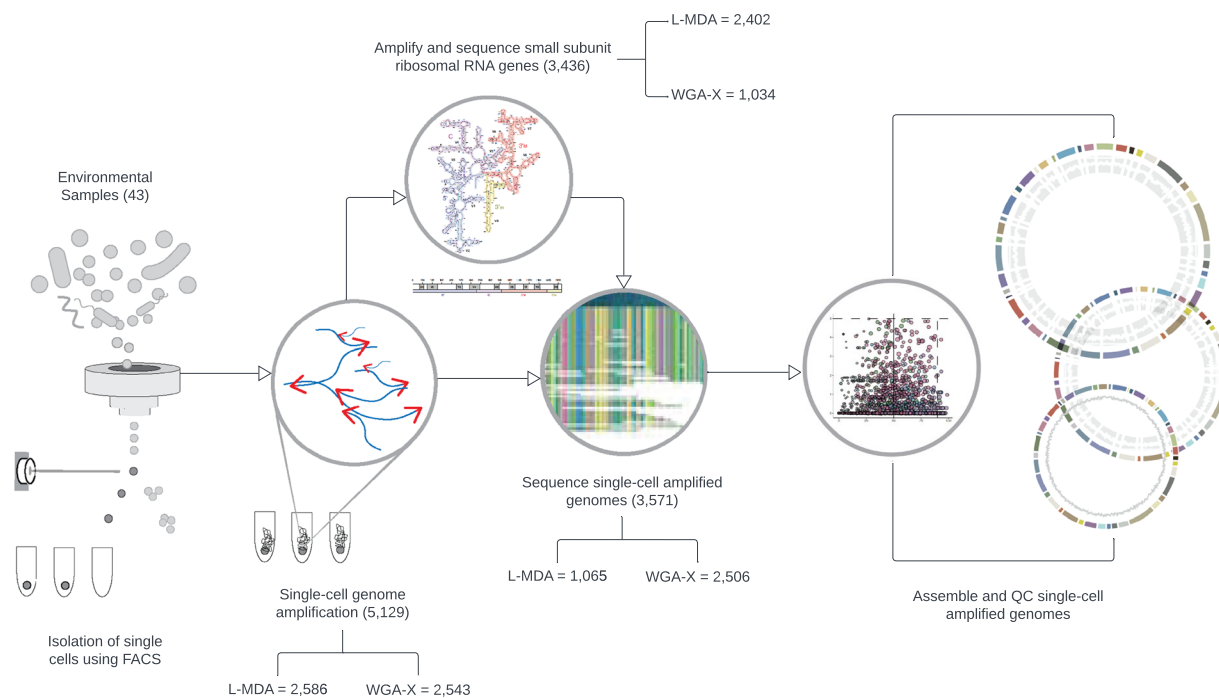 L-MDA = 2,402
Amplify and sequence small subunit
ribosomal RNA genes (3,436)
WGA-X = 1,034
Environmental
Samples (43)
Sequence single-cell amplified
genomes (3,571)
L-MDA = 1,065
WGA-X = 2,506
Single-cell genome
amplification (5,129)
L-MDA = 2,586
WGA-X = 2,543
Isolation of single
cells using FACS
Assemble and QC single-cell
amplified genomes